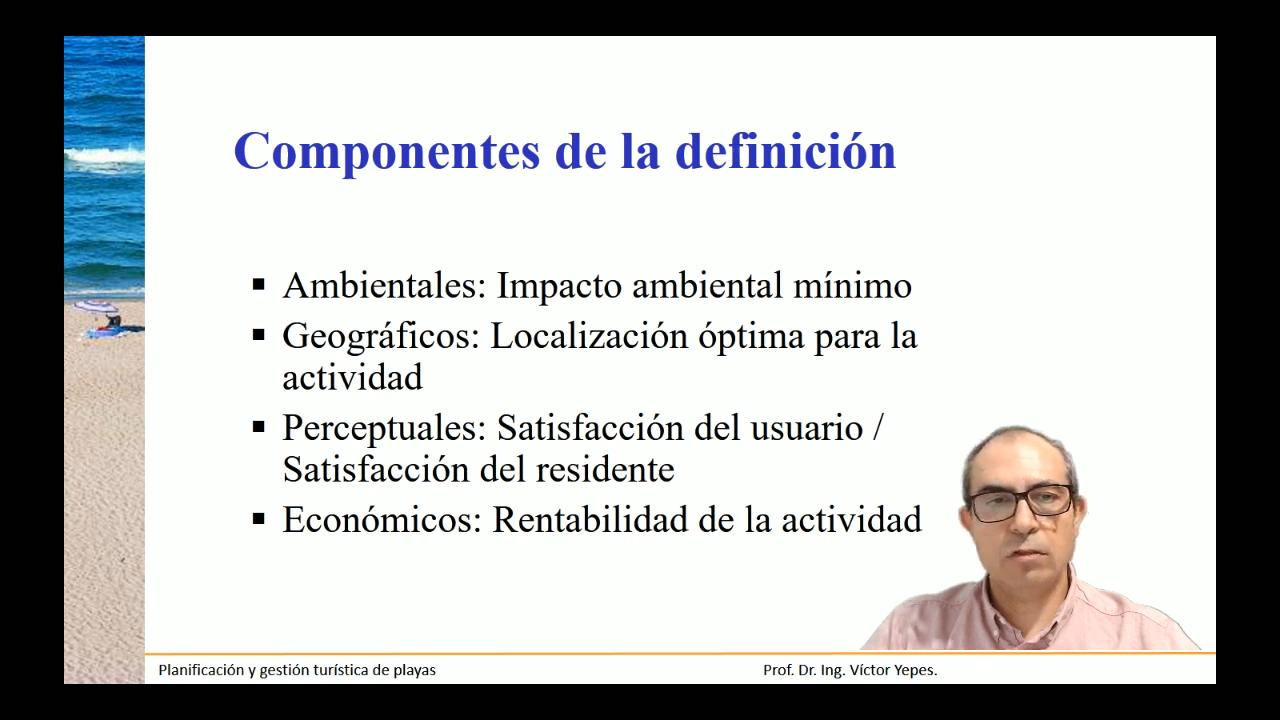 Componentes de la definición
▪ Ambientales: Impacto ambiental mínimo
▪ Geográficos: Localización óptima para la
actividad
▪ Perceptuales: Satisfacción del usuario /
Satisfacción del residente
▪ Económicos: Rentabilidad de la actividad
Planificación y gestión turística de playas
Prof. Dr. Ing. Víctor Yepes.